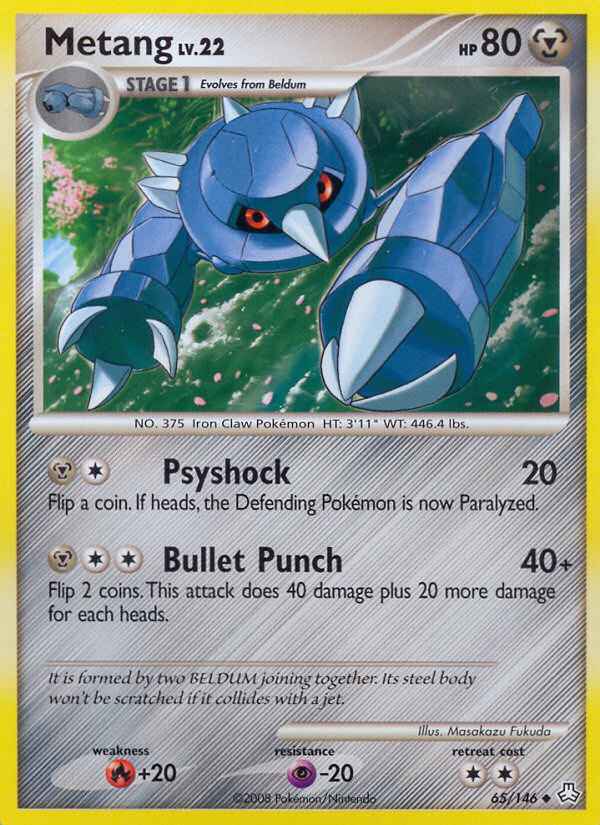 Metang LV.22 HP 80
STAGE 1 Evolves from Beldum
NO. 375 Iron Claw Pokémon HT: 3'11" WT: 446.4 lbs.
Psyshock 20
Flip a coin. If heads, the Defending Pokémon is now Paralyzed.
Bullet Punch 40+
Flip 2 coins. This attack does 40 damage plus 20 more damage
for each heads.
It is formed by two BELDUM joining together. Its steel body
won't be scratched if it collides with a jet.
Illus. Masakazu Fukuda
weakness resistance retreat cost
+20 -20
©2008 Pokémon/Nintendo 65/146